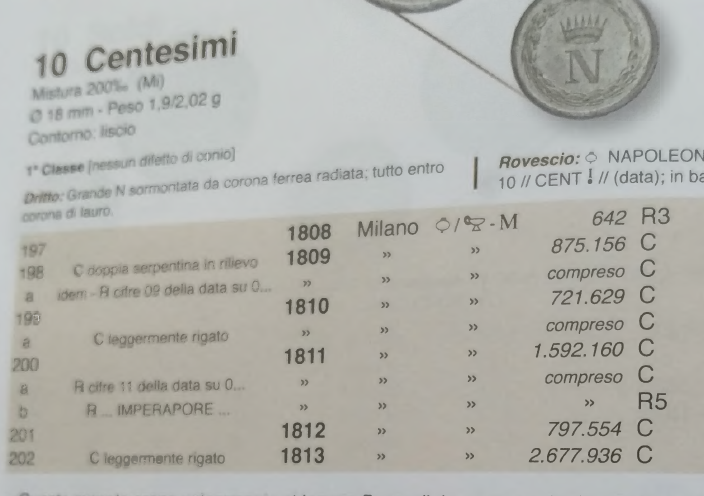 N
10 Centesimi
Mistura 200‰ (Mi)
Ø 18 mm - Peso 1,9/2,02 g
Contorno: liscio
1ª Classe [nessun difetto di conio]
Dritto: Grande N sormontata da corona ferrea radiata; tutto entro
corona di lauro.
Rovescio: NAPOLEON
10 // CENT ! // (data); in ba
197 1808 Milano / - M 642 R3
198 C doppia serpentina in rilievo 1809 » » 875.156 C
a idem - R cifre 09 della data su 0... » » » compreso C
199 1810 » » 721.629 C
a C leggermente rigato » » » compreso C
200 1811 » » 1.592.160 C
a R cifre 11 della data su 0... » » » compreso C
b R ... IMPERAPORE ... » » » » R5
201 1812 » » 797.554 C
202 C leggermente rigato 1813 » » 2.677.936 C